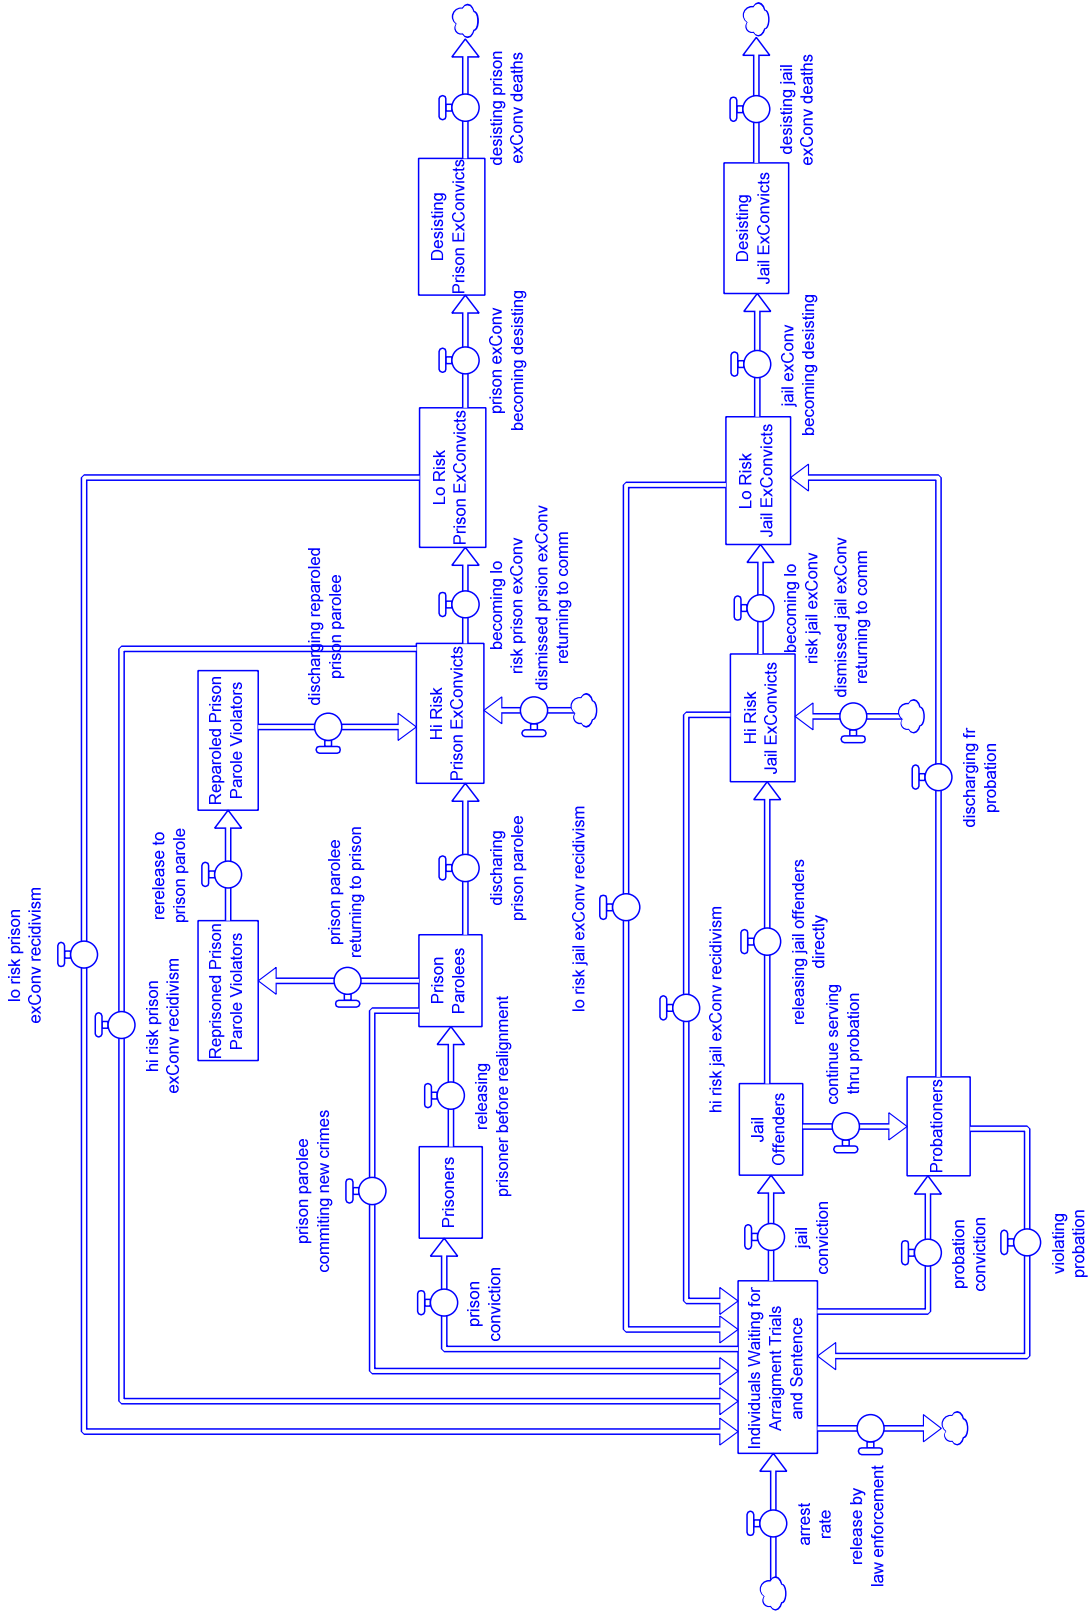 lo risk prison
exConv recidivism
hi risk prison
exConv recidivism
Reprisoned Prison
Parole Violators
rerelease to
prison parole
Reparoled Prison
Parole Violators
discharging reparoled
prison parolee
prison parolee
commiting new crimes
prison parolee
returning to prison
prison
conviction
Prisoners
releasing
prisoner before realignment
Prison
Parolees
discharing
prison parolee
Hi Risk
Prison ExConvicts
becoming lo
risk prison exConv
dismissed prsion exConv
returning to comm
Lo Risk
Prison ExConvicts
prison exConv
becoming desisting
Desisting
Prison ExConvicts
desisting prison
exConv deaths
lo risk jail exConv recidivism
hi risk jail exConv recidivism
arrest
rate
Individuals Waiting for
Arraigment Trials
and Sentence
release by
law enforcement
jail
conviction
Jail
Offenders
releasing jail offenders
directly
continue serving
thru probation
Hi Risk
Jail ExConvicts
becoming lo
risk jail exConv
dismissed jail exConv
returning to comm
Lo Risk
Jail ExConvicts
jail exConv
becoming desisting
Desisting
Jail ExConvicts
desisting jail
exConv deaths
probation
conviction
Probationers
violating
probation
discharging fr
probation